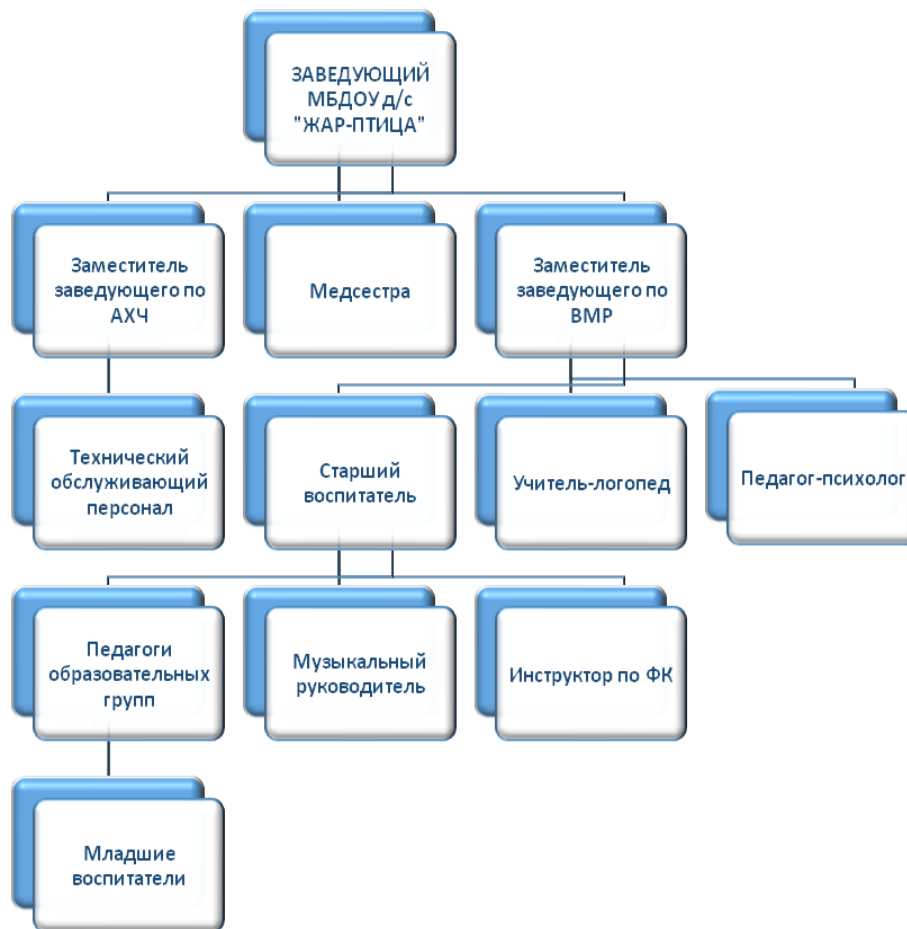 ЗАВЕДУЮЩИЙ
МБДОУ д/с
"ЖАР-ПТИЦА"
Заместитель
заведующего по
АХЧ
Медсестра
Заместитель
заведующего по
ВМР
Технический
обслуживающий
персонал
Старший
воспитатель
Учитель-логопед
Педагог-психолог
Педагоги
образовательных
групп
Музыкальный
руководитель
Инструктор по ФК
Младшие
воспитатели